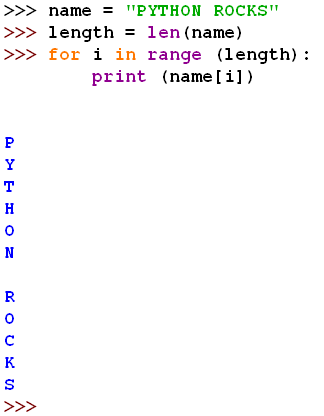 >>> name = "PYTHON ROCKS"
>>> length = len(name)
>>> for i in range (length):
        print (name[i])
P
Y
T
H
O
N

R
O
C
K
S
>>>